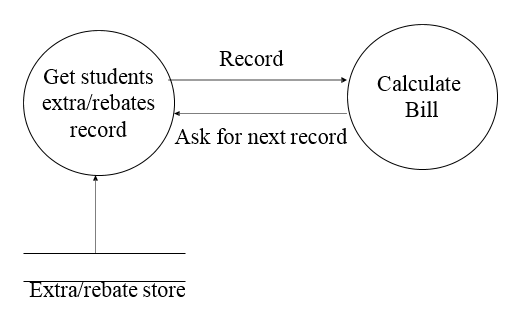 Get students
extra/rebates
record
Record
Ask for next record
Calculate
Bill
Extra/rebate store